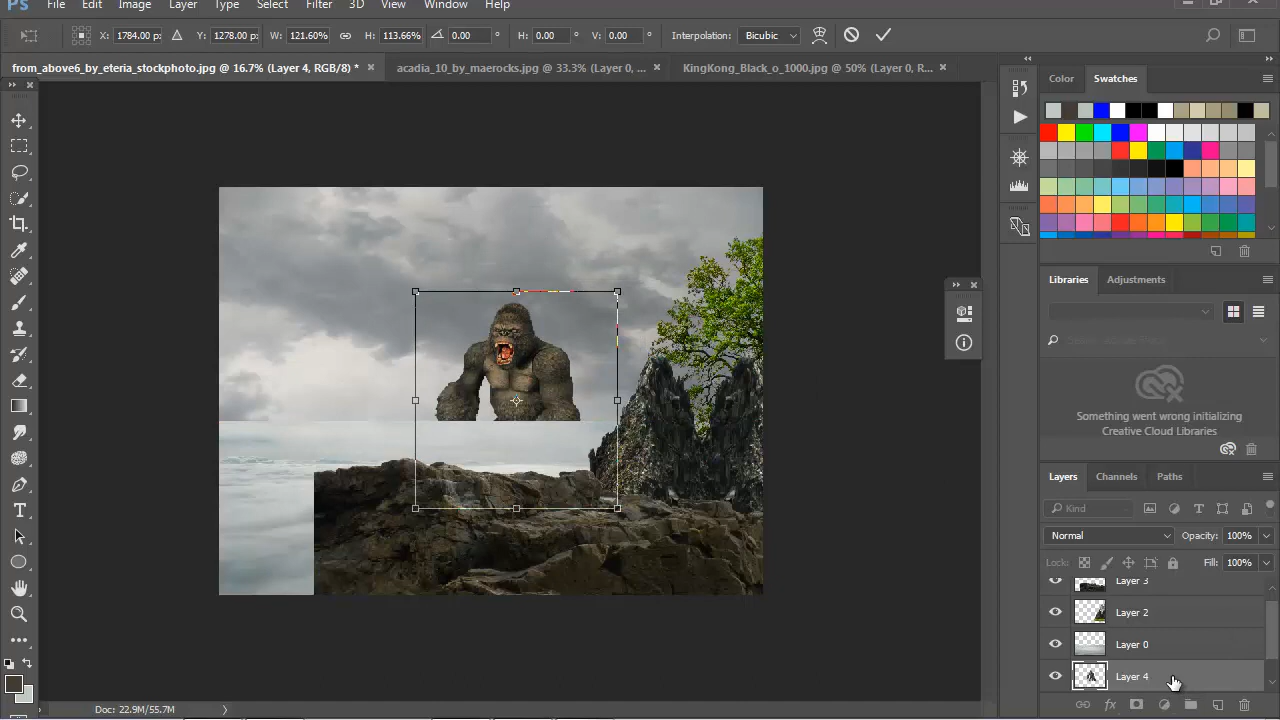 Ps File Edit Image Layer Type Select Filter 3D View Window Help
X: 1784.00 px Y: 1278.00 px W: 121.60% H: 113.66% 0.00 ° H: 0.00 ° V: 0.00 ° Interpolation: Bicubic
from_above6_by_eteria_stockphoto.jpg @ 16.7% (Layer 4, RGB/8) * × acadia_10_by_maerocks.jpg @ 33.3% (Layer 0, ... × KingKong_Black_o_1000.jpg @ 50% (Layer 0, R... ×
Color Swatches
Libraries Adjustments
Something went wrong initializing
Creative Cloud Libraries
Layers Channels Paths
Kind
Normal Opacity: 100%
Lock: Fill: 100%
Layer 3
Layer 2
Layer 0
Layer 4
Doc: 22.9M/55.7M